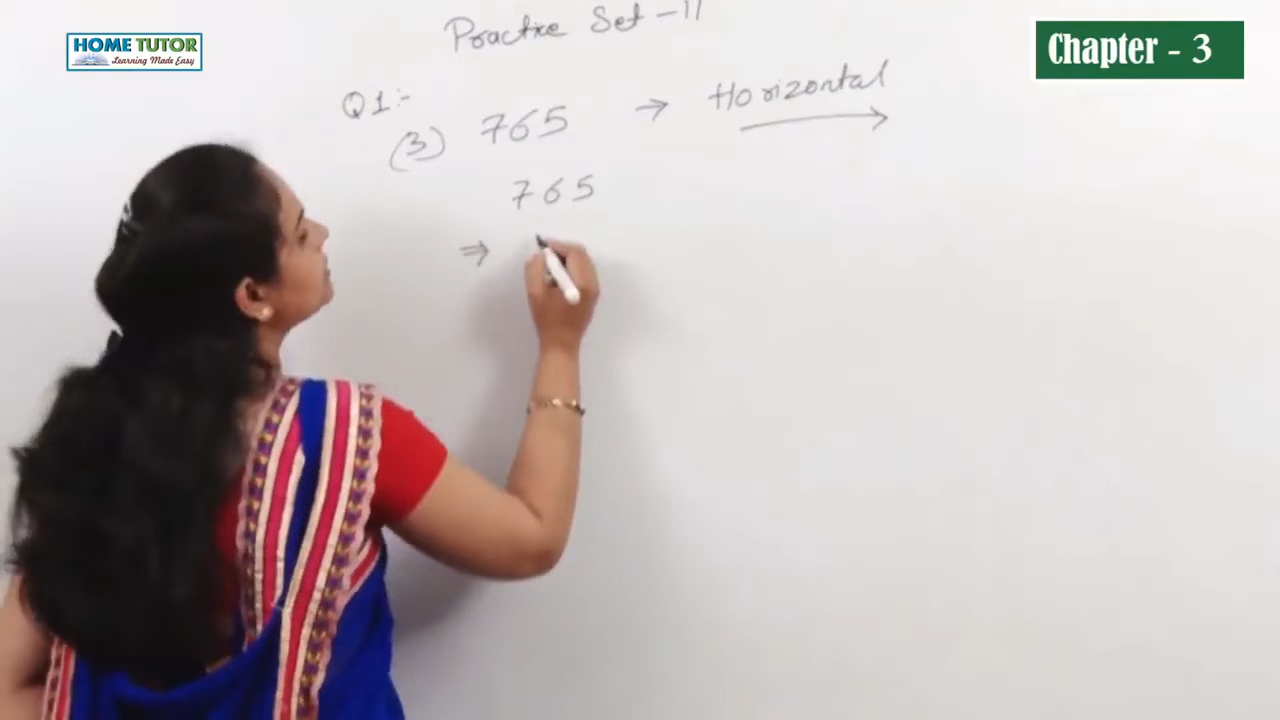 HOME TUTOR
Learning Made Easy
Chapter - 3
Practice Set - 11
Q1:-
(3) 765 → Horizontal
765
⇒